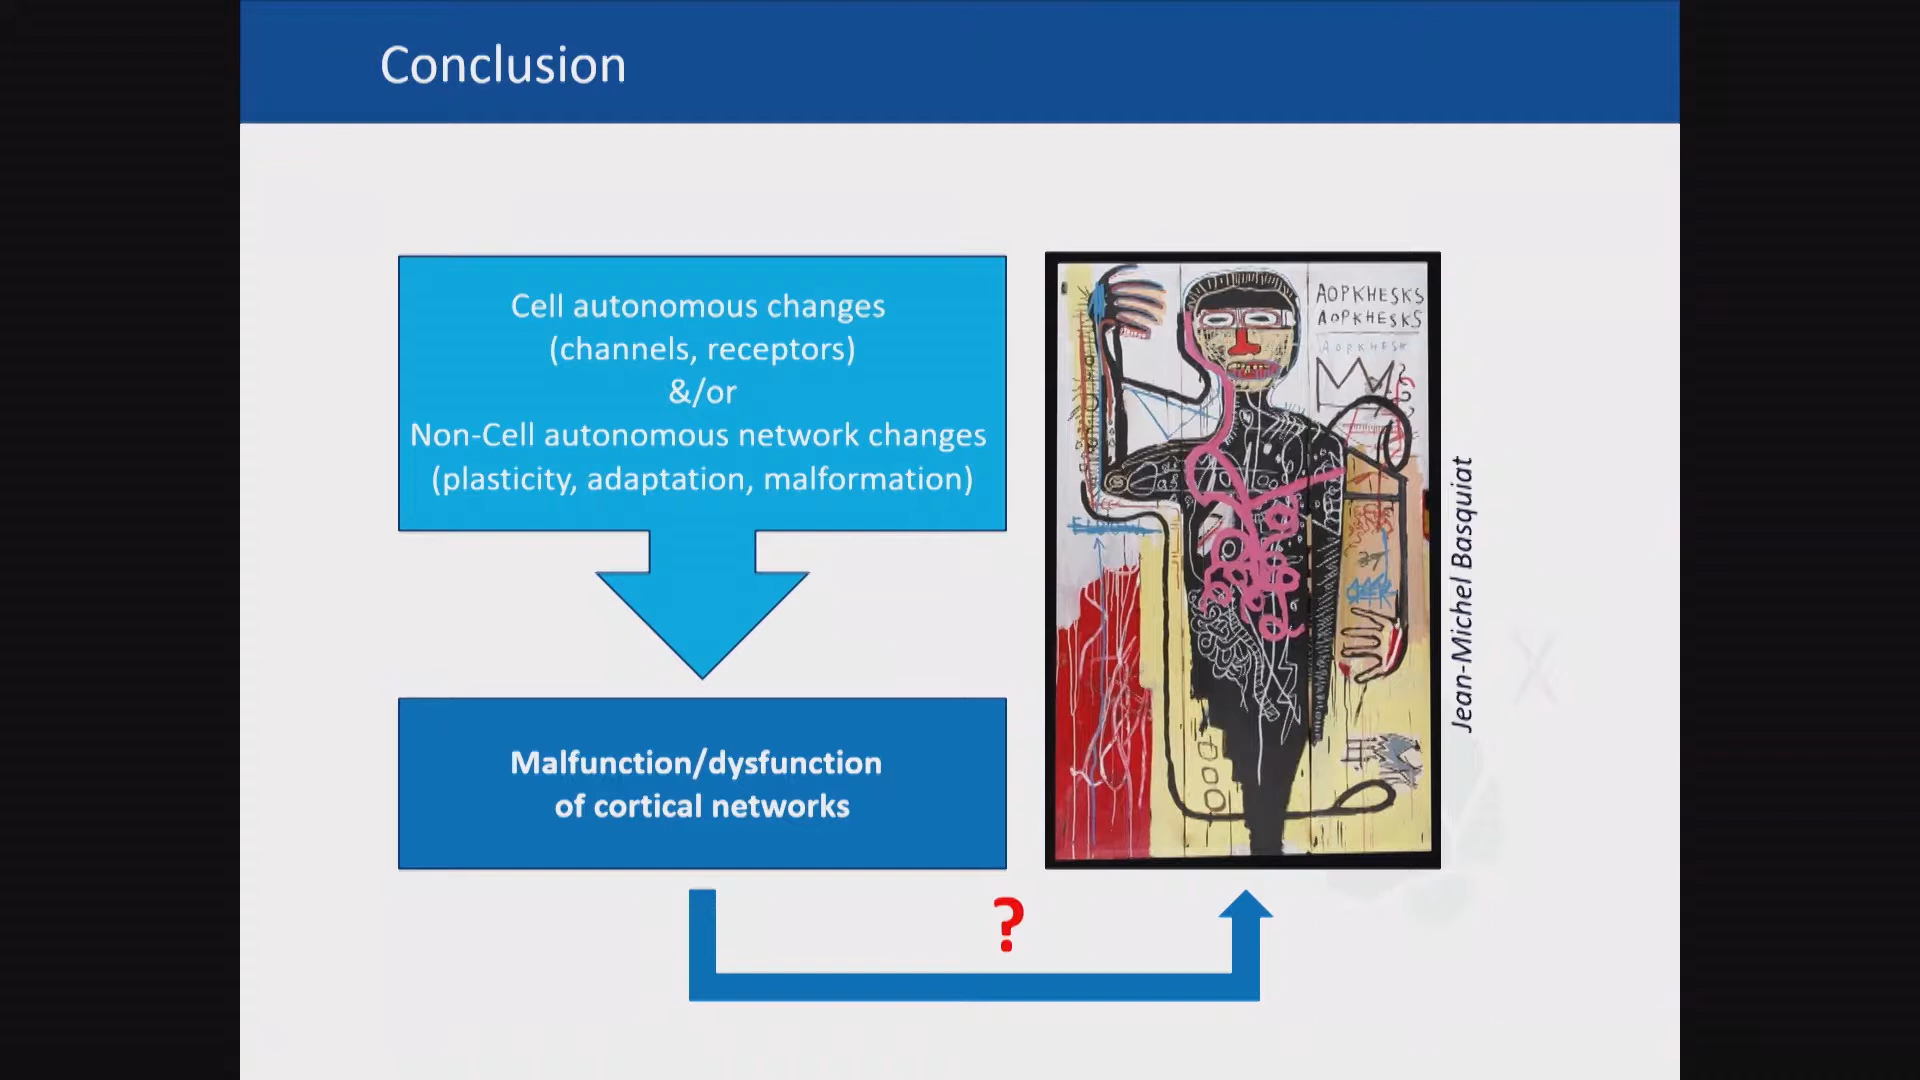 Conclusion
Cell autonomous changes
(channels, receptors)
&/or
Non-Cell autonomous network changes
(plasticity, adaptation, malformation)
Malfunction/dysfunction
of cortical networks
?
AOPKHESKS
AOPKHESKS
AOPKHESK
Jean-Michel Basquiat